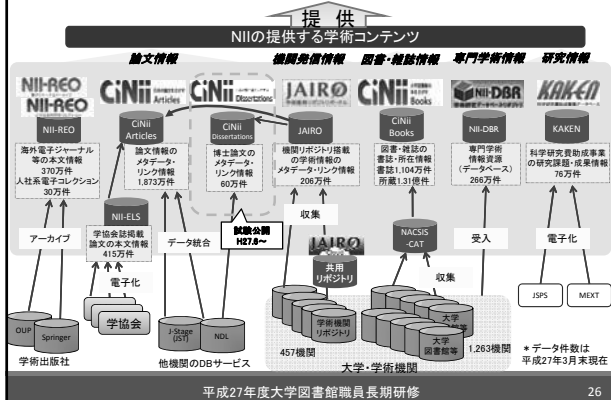 提 供
NIIの提供する学術コンテンツ
論文情報
機関発信情報
図書・雑誌情報
専門学術情報
研究情報
NII-REO
NII-REO
CiNii Articles
CiNii Dissertations
JAIRO
CiNii Books
NII-DBR
KAKEN
NII-REO
CiNii
Articles
CiNii
Dissertations
JAIRO
CiNii
Books
NII-DBR
KAKEN
海外電子ジャーナル
等の本文情報
370万件
人社系電子コレクション
30万件
論文情報の
メタデータ・
リンク情報
1,873万件
博士論文の
メタデータ・
リンク情報
60万件
機関リポジトリ搭載
の学術情報の
メタデータ・リンク情報
206万件
図書・雑誌の
書誌・所在情報
書誌1,104万件
所蔵1.31億件
専門学術
情報資源
(データベース)
266万件
科学研究費助成事業
の研究課題・成果情報
76万件
NII-ELS
学協会誌掲載
論文の本文情報
415万件
試験公開
H27.6～
アーカイブ
データ統合
収集
JAIRO
Cloud
共用
リポジトリ
NACSIS
-CAT
受入
電子化
電子化
収集
JSPS
MEXT
OUP
Springer
学協会
J-Stage
(JST)
NDL
学術機関
リポジトリ
457機関
大学
図書館等
大学
図書館等
1,263機関
学術出版社
他機関のDBサービス
大学・学術機関
＊データ件数は
平成27年3月末現在
平成27年度大学図書館職員長期研修
26